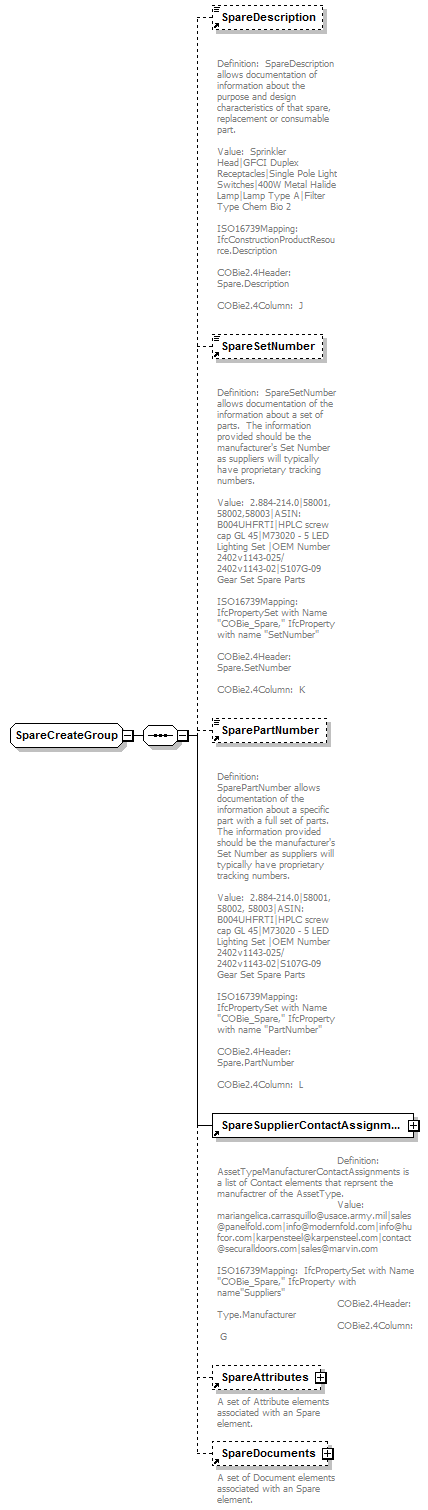 SpareDescription
Definition:  SpareDescription
allows documentation of
information about the
purpose and design
characteristics of that spare,
replacement or consumable
part.
Value:  Sprinkler
Head|GFCI Duplex
Receptacles|Single Pole Light
Switches|400W Metal Halide
Lamp|Lamp Type A|Filter
Type Chem Bio 2
ISO16739Mapping:
IfcConstructionProductResou
rce.Description
COBie2.4Header:
Spare.Description
COBie2.4Column:  J
SpareSetNumber
Definition:  SpareSetNumber
allows documentation of the
information about a set of
parts.  The information
provided should be the
manufacturer's Set Number
as suppliers will typically
have proprietary tracking
numbers.
Value:  2.884-214.0|58001,
58002,58003|ASIN:
B004UHFRTI|HPLC screw
cap GL 45|M73020 - 5 LED
Lighting Set |OEM Number
2402v1143-025/
2402v1143-02|S107G-09
Gear Set Spare Parts
ISO16739Mapping:
IfcPropertySet with Name
"COBie_Spare," IfcProperty
with name "SetNumber"
COBie2.4Header:
Spare.SetNumber
COBie2.4Column:  K
SpareCreateGroup
SparePartNumber
Definition:
SparePartNumber allows
documentation of the
information about a specific
part with a full set of parts.
The information provided
should be the manufacturer's
Set Number as suppliers will
typically have proprietary
tracking numbers.
Value:  2.884-214.0|58001,
58002, 58003|ASIN:
B004UHFRTI|HPLC screw
cap GL 45|M73020 - 5 LED
Lighting Set |OEM Number
2402v1143-025/
2402v1143-02|S107G-09
Gear Set Spare Parts
ISO16739Mapping:
IfcPropertySet with Name
"COBie_Spare," IfcProperty
with name "PartNumber"
COBie2.4Header:
Spare.PartNumber
COBie2.4Column:  L
SpareSupplierContactAssignm...
Definition:
AssetTypeManufacturerContactAssignments is
a list of Contact elements that reprsent the
manufactrer of the AssetType.
Value:
mariangelica.carrasquillo@usace.army.mil|sales
@panelfold.com|info@modernfold.com|info@hu
fcor.com|karpensteel@karpensteel.com|contact
@securalldoors.com|sales@marvin.com
ISO16739Mapping:  IfcPropertySet with Name
"COBie_Spare," IfcProperty with
name"Suppliers"
COBie2.4Header:
Type.Manufacturer
COBie2.4Column:
G
SpareAttributes
A set of Attribute elements
associated with an Spare
element.
SpareDocuments
A set of Document elements
associated with an Spare
element.